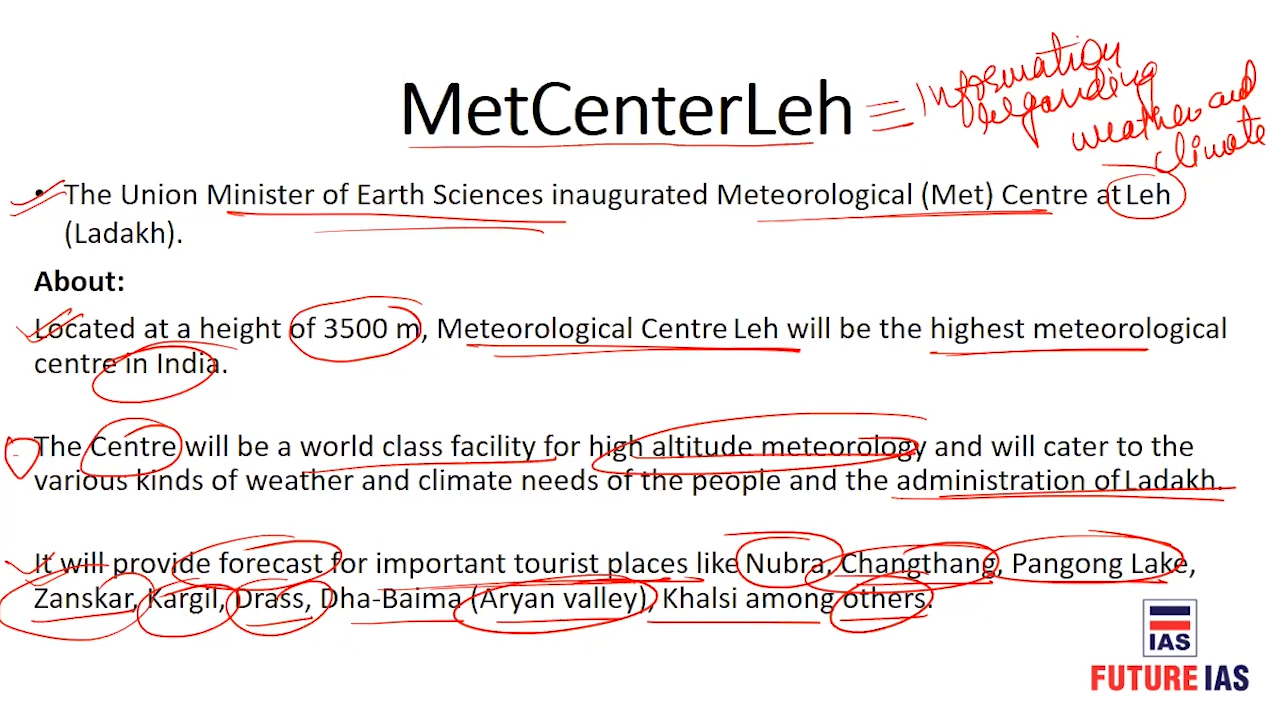 MetCenterLeh
Information
Regarding
weather and
climate
• The Union Minister of Earth Sciences inaugurated Meteorological (Met) Centre at Leh
(Ladakh).
About:
Located at a height of 3500 m, Meteorological Centre Leh will be the highest meteorological
centre in India.
The Centre will be a world class facility for high altitude meteorology and will cater to the
various kinds of weather and climate needs of the people and the administration of Ladakh.
It will provide forecast for important tourist places like Nubra, Changthang, Pangong Lake,
Zanskar, Kargil, Drass, Dha-Baima (Aryan valley), Khalsi among others.
IAS
FUTURE IAS